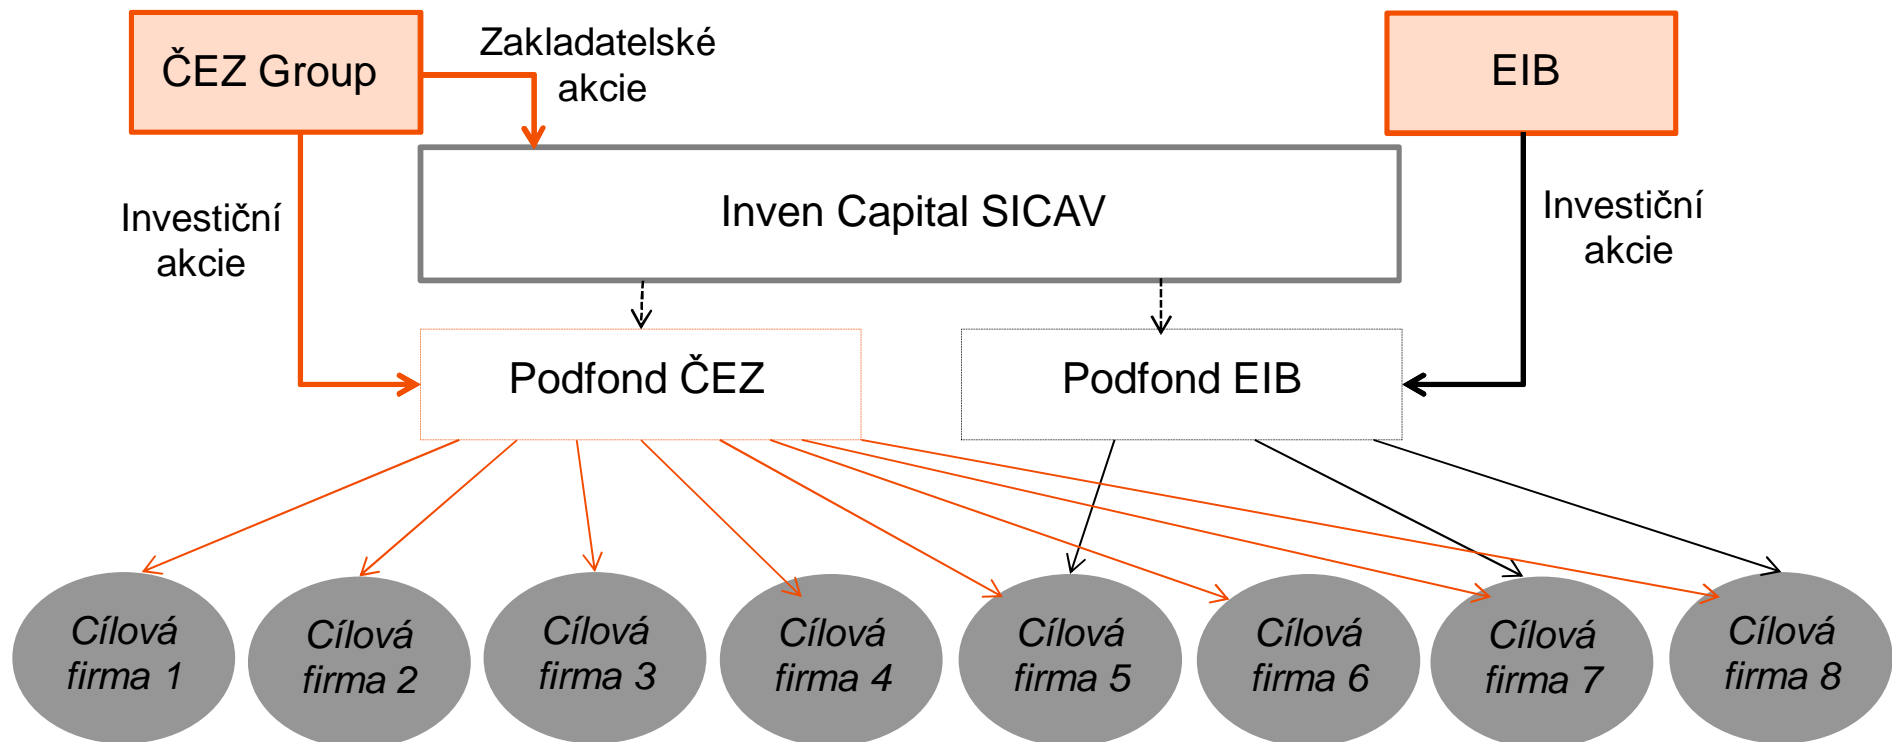 ČEZ Group
Zakladatelské
akcie
EIB
Inven Capital SICAV
Investiční
akcie
Investiční
akcie
Podfond ČEZ
Podfond EIB
Cílová
firma 1
Cílová
firma 2
Cílová
firma 3
Cílová
firma 4
Cílová
firma 5
Cílová
firma 6
Cílová
firma 7
Cílová
firma 8